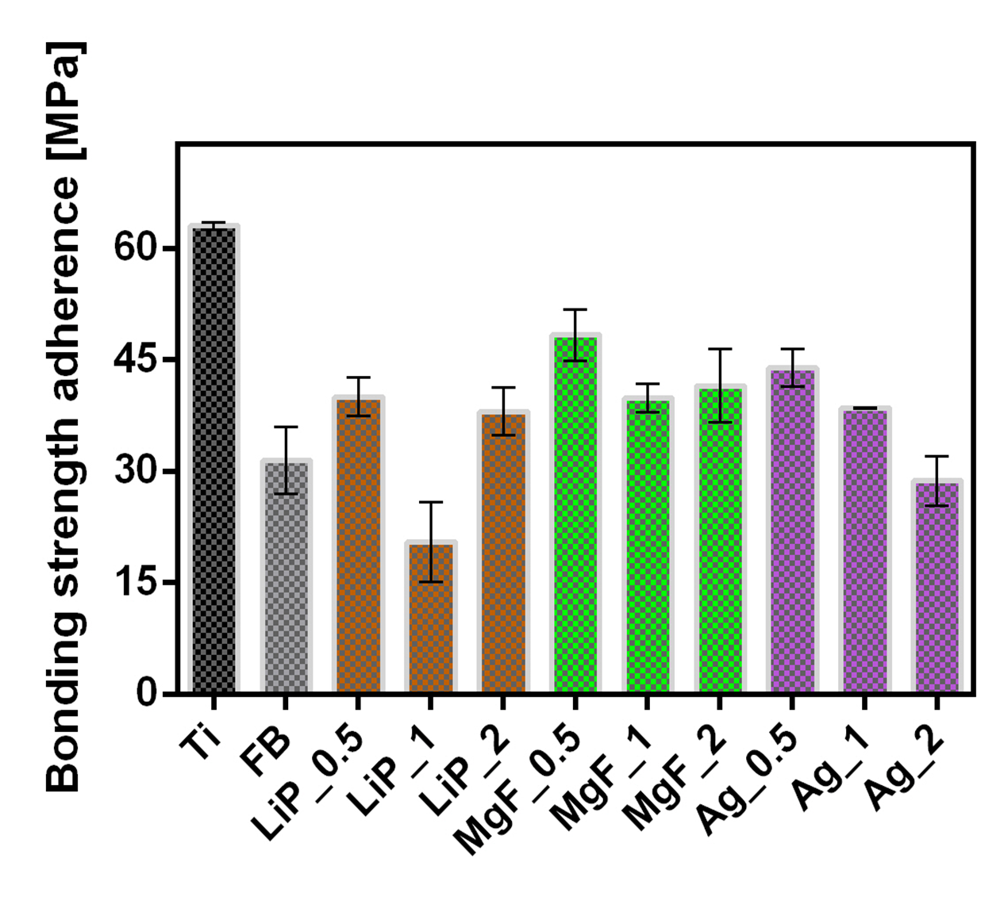 Bonding strength adherence [MPa]
60
45
30
15
0
Ti
FB
LiP_0.5
LiP_1
LiP_2
MgF_0.5
MgF_1
MgF_2
Ag_0.5
Ag_1
Ag_2